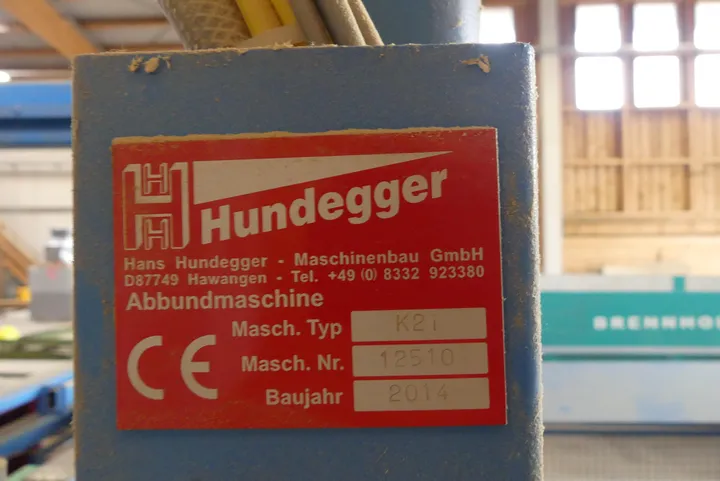 HH
H
Hundegger
Hans Hundegger - Maschinenbau GmbH
D87749 Hawangen - Tel. +49 (0) 8332 923380
Abbundmaschine
Masch. Typ K2i
CE Masch. Nr. 12510
Baujahr 2014